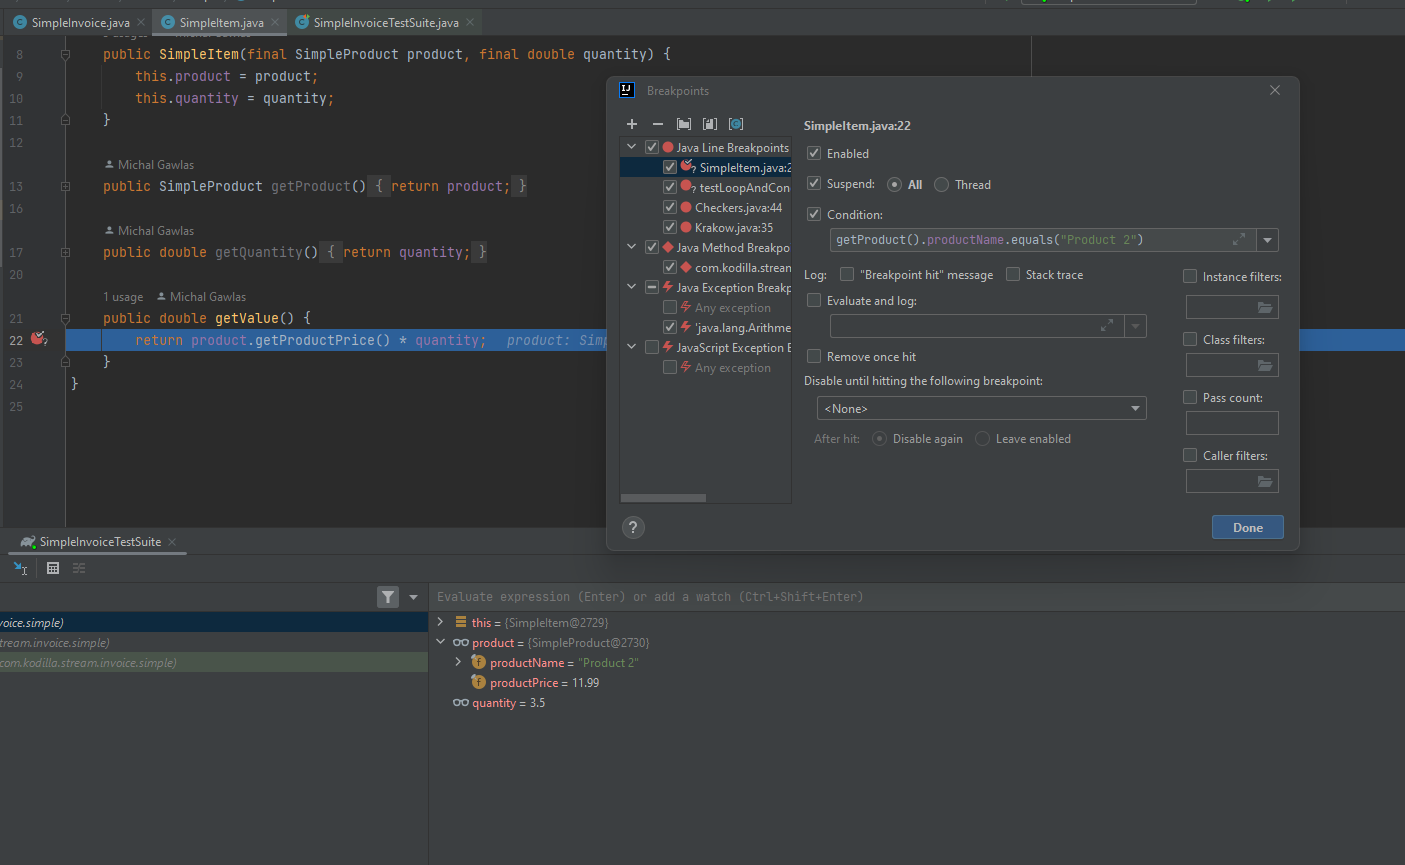 SimpleInvoice.java
SimpleItem.java
SimpleInvoiceTestSuite.java
8 public SimpleItem(final SimpleProduct product, final double quantity) {
9 this.product = product;
10 this.quantity = quantity;
11 }
12
Michal Gawlas
13 public SimpleProduct getProduct() { return product; }
16
Michal Gawlas
17 public double getQuantity() { return quantity; }
20
1 usage Michal Gawlas
21 public double getValue() { 
22 return product.getProductPrice() * quantity; product: Simp
23 }
24 }
25
Breakpoints
Java Line Breakpoints
SimpleItem.java:2
testLoopAndCon
Checkers.java:44
Krakow.java:35
Java Method Breakpo
com.kodilla.strean
Java Exception Breakp
Any exception
'java.lang.Arithme
JavaScript Exception B
Any exception
SimpleItem.java:22
Enabled
Suspend: All Thread
Condition:
getProduct().productName.equals("Product 2")
Log: "Breakpoint hit" message Stack trace
Evaluate and log:
Remove once hit
Disable until hitting the following breakpoint:
<None>
After hit: Disable again Leave enabled
Instance filters:
Class filters:
Pass count:
Caller filters:
?
Done
SimpleInvoiceTestSuite
Evaluate expression (Enter) or add a watch (Ctrl+Shift+Enter)
voice.simple)
tream.invoice.simple)
com.kodilla.stream.invoice.simple)
this = {SimpleItem@2729}
product = {SimpleProduct@2730}
productName = "Product 2"
productPrice = 11.99
quantity = 3.5